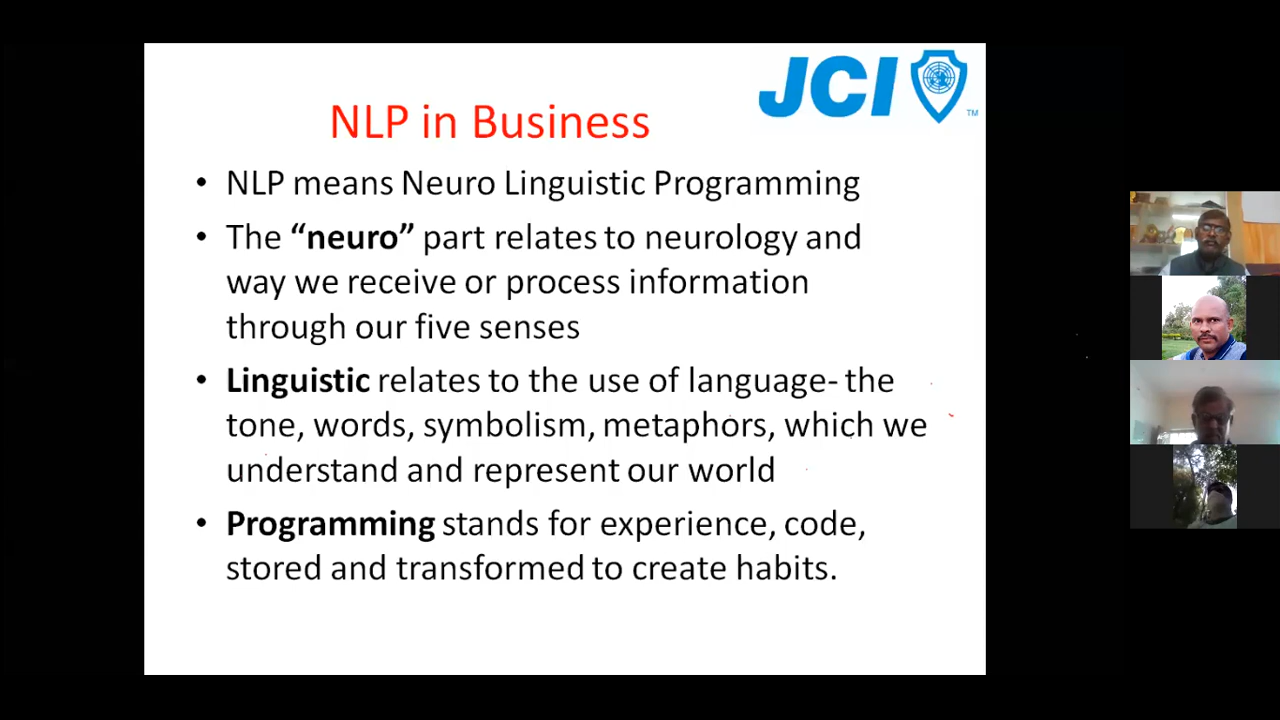 JCI
TM
NLP in Business
• NLP means Neuro Linguistic Programming
• The “neuro” part relates to neurology and
way we receive or process information
through our five senses
• Linguistic relates to the use of language- the
tone, words, symbolism, metaphors, which we
understand and represent our world
• Programming stands for experience, code,
stored and transformed to create habits.